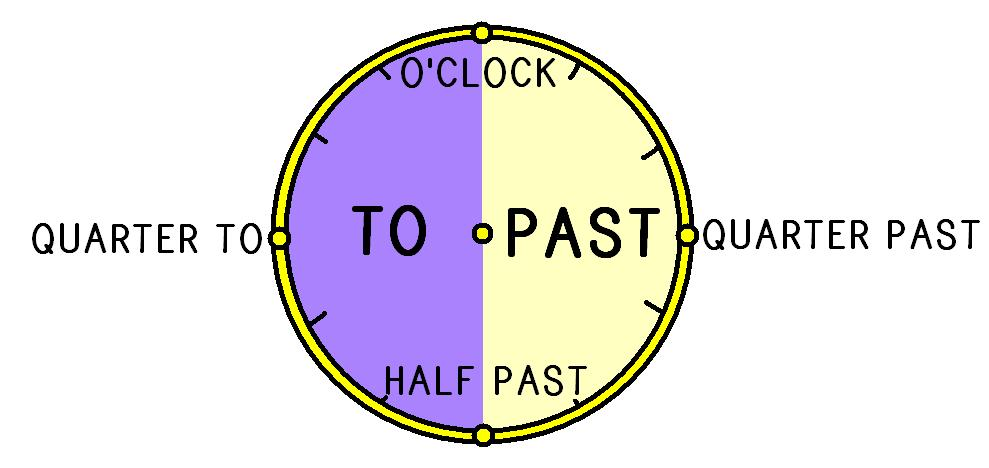 O'CLOCK
QUARTER TO
TO
PAST
QUARTER PAST
HALF PAST